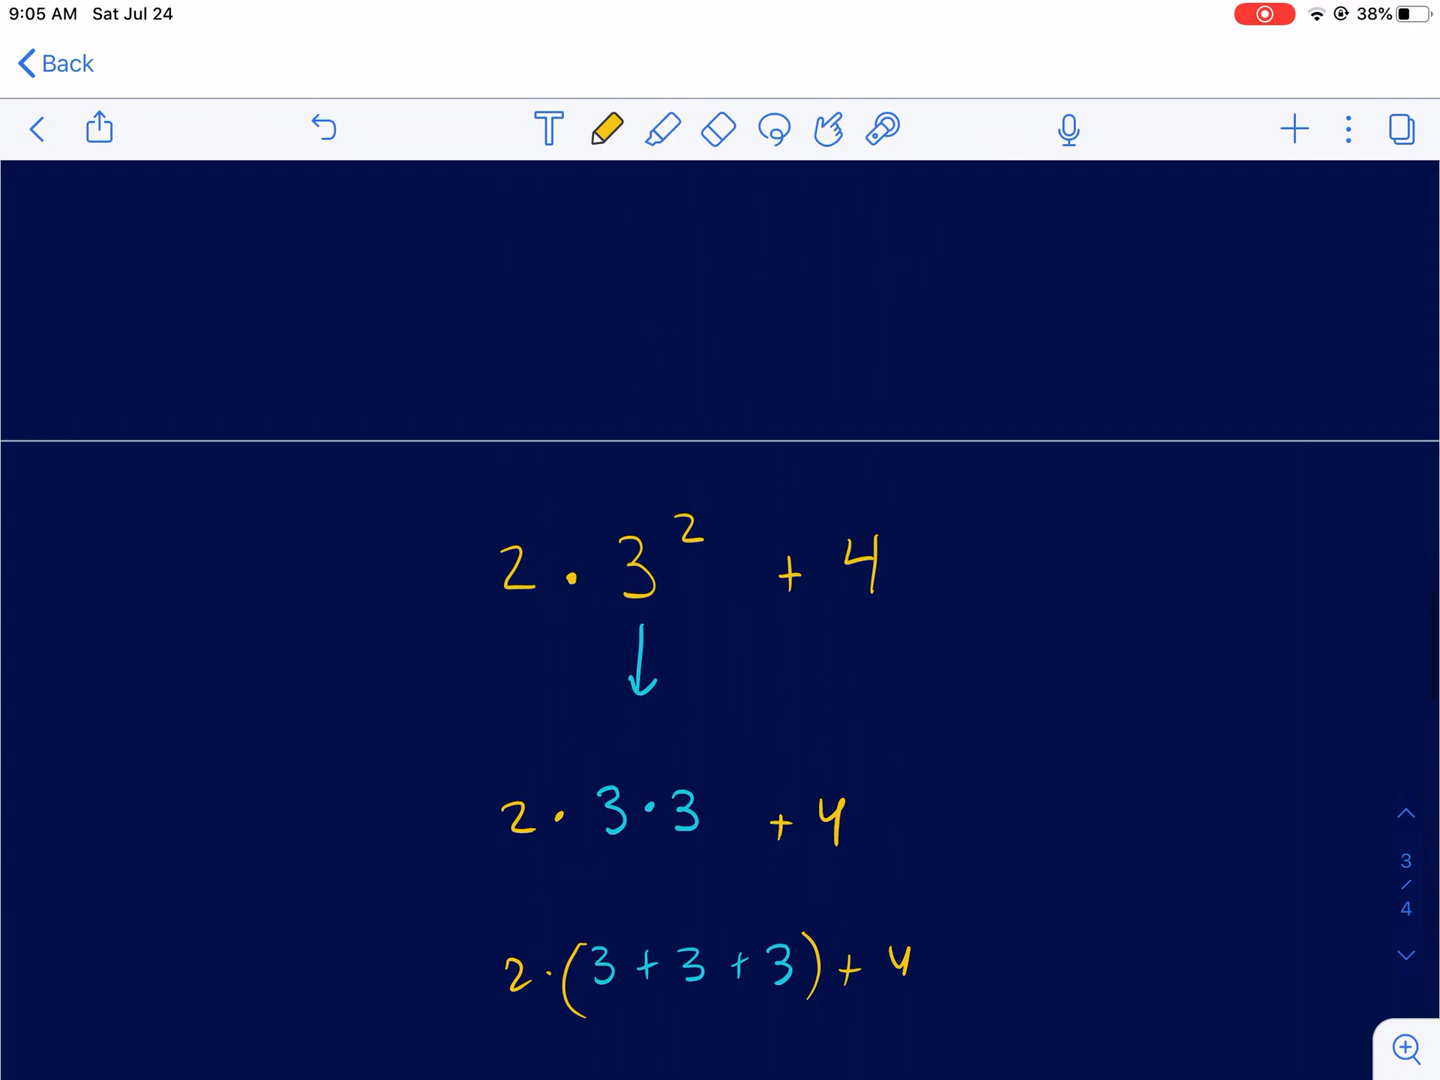 9:05 AM Sat Jul 24 38%
Back
T
2 · 3² + 4
2 · 3 · 3 + 4
2 · (3 + 3 + 3) + 4
3
/
4